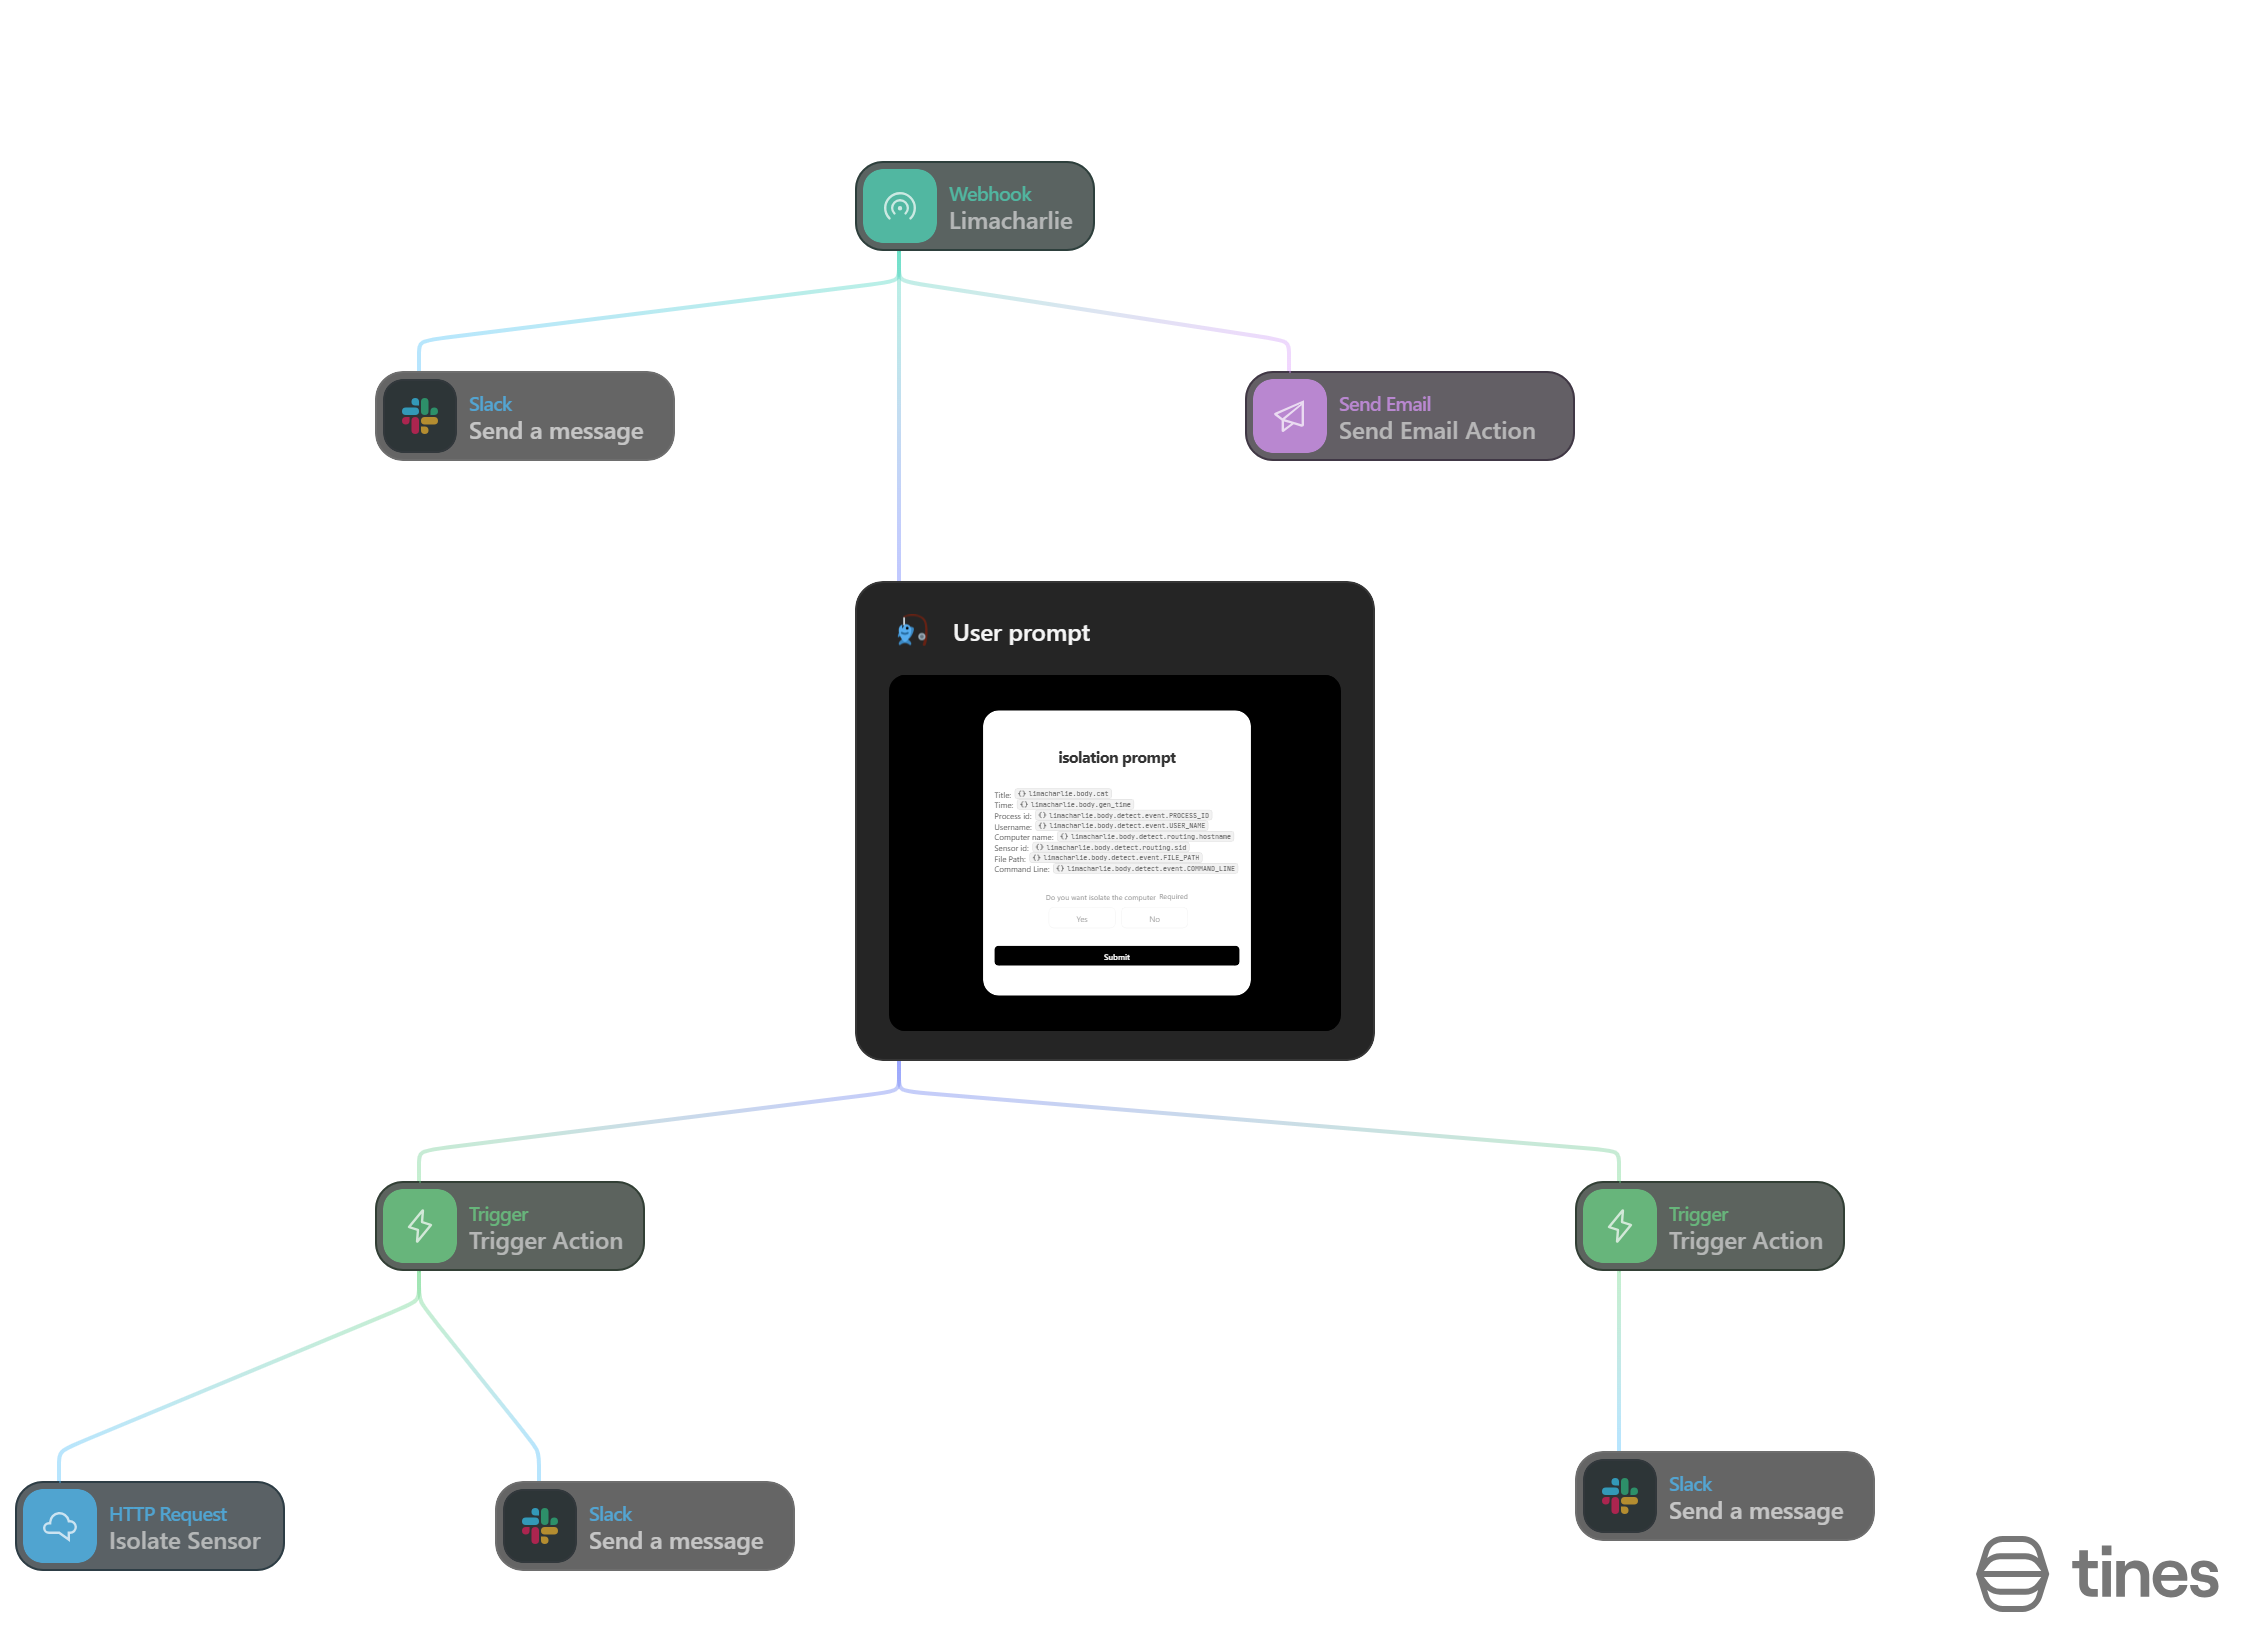 Webhook
Limacharlie
Slack
Send a message
Send Email
Send Email Action
User prompt
isolation prompt
Title: {} limacharlie.body.cat
Time: {} limacharlie.body.gen_time
Process id: {} limacharlie.body.detect.event.PROCESS_ID
Username: {} limacharlie.body.detect.event.USER_NAME
Computer name: {} limacharlie.body.detect.routing.hostname
Sensor id: {} limacharlie.body.detect.routing.sid
File Path: {} limacharlie.body.detect.event.FILE_PATH
Command Line: {} limacharlie.body.detect.event.COMMAND_LINE
Do you want isolate the computer Required
Yes No
Submit
Trigger
Trigger Action
Trigger
Trigger Action
HTTP Request
Isolate Sensor
Slack
Send a message
Slack
Send a message
tines